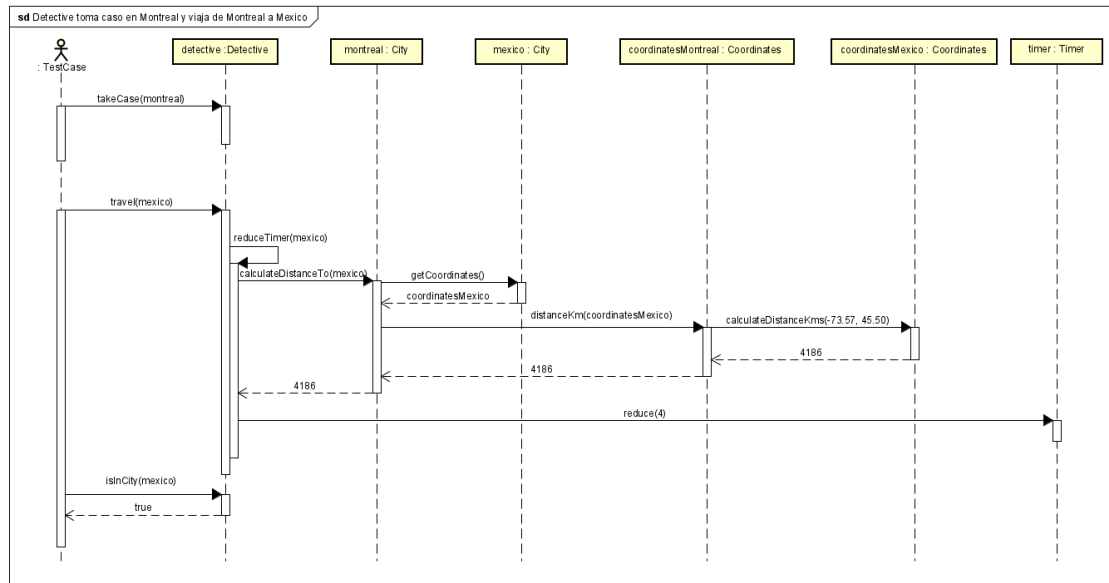 sd Detective toma caso en Montreal y viaja de Montreal a Mexico
: TestCase
detective :Detective
montreal : City
mexico : City
coordinatesMontreal : Coordinates
coordinatesMexico : Coordinates
timer : Timer
takeCase(montreal)
travel(mexico)
reduceTimer(mexico)
calculateDistanceTo(mexico)
getCoordinates()
coordinatesMexico
distanceKm(coordinatesMexico)
calculateDistanceKms(-73.57, 45.50)
4186
4186
4186
reduce(4)
isInCity(mexico)
true